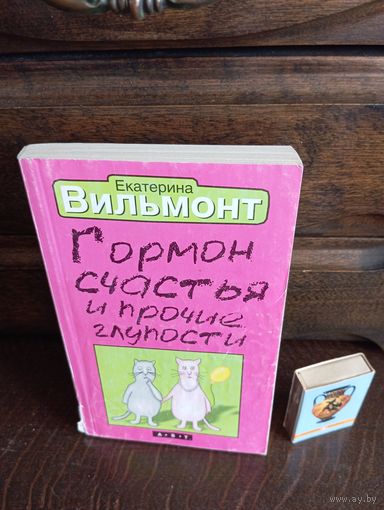 Екатерина
Вильмонт
Гормон
счастья
и прочие
глупости
А·S·Т
www.ay.by